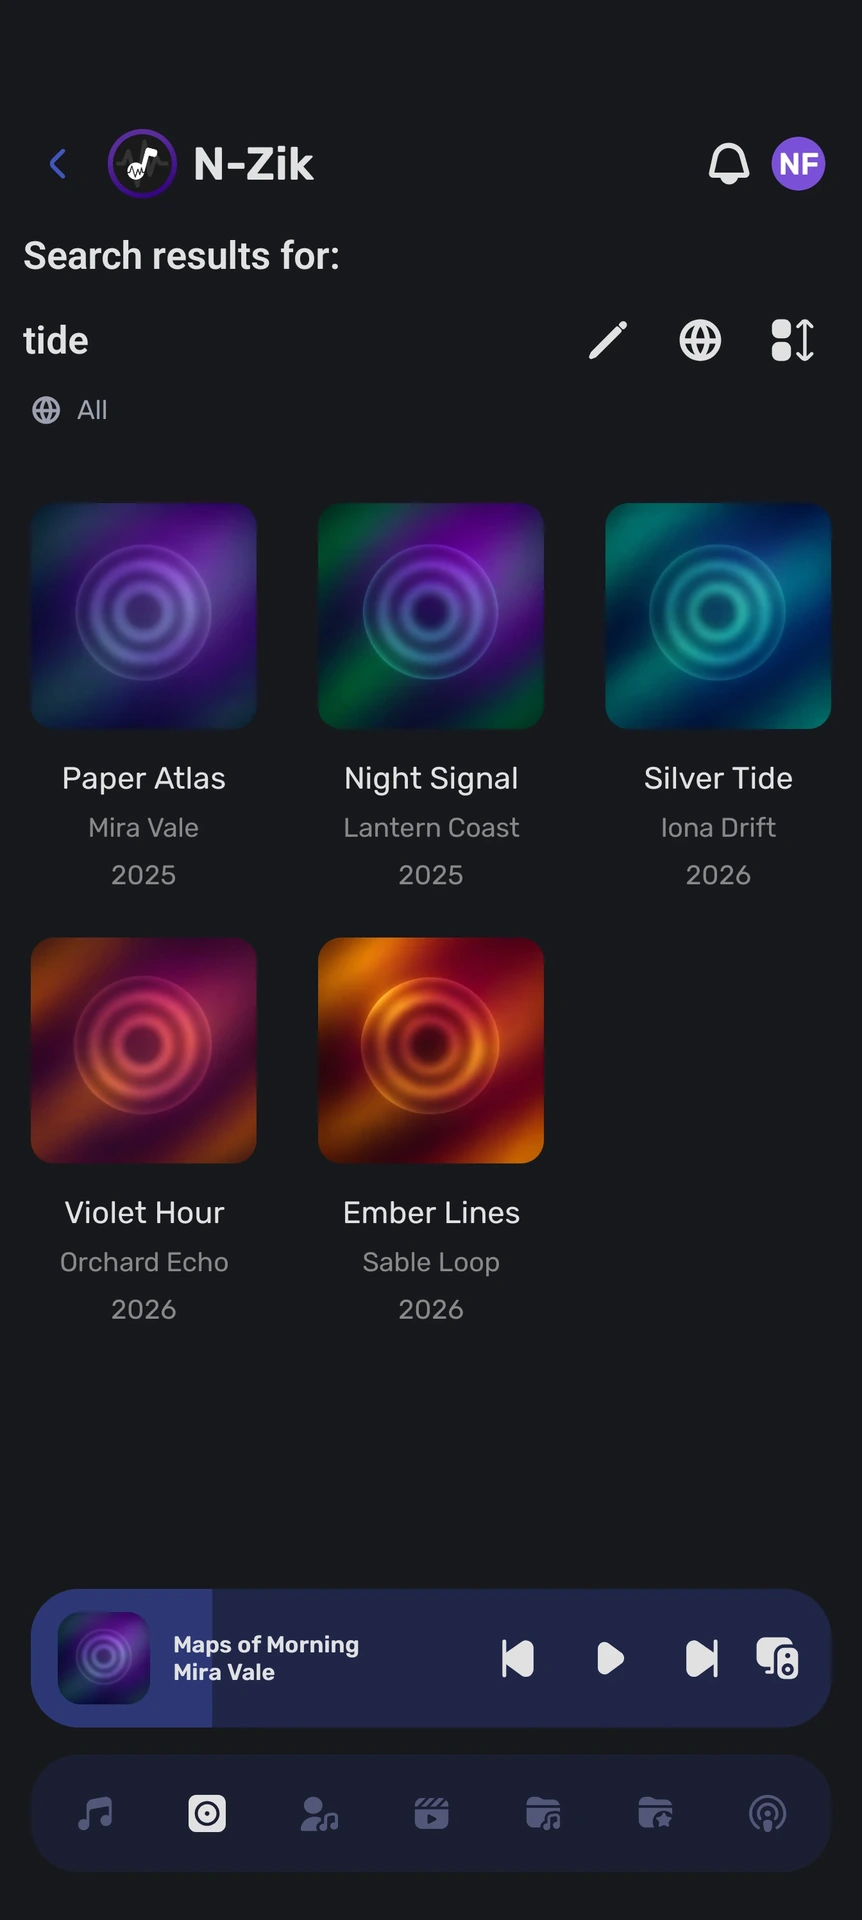 N-Zik
NF
Search results for:
tide
All
Paper Atlas
Mira Vale
2025
Night Signal
Lantern Coast
2025
Silver Tide
Iona Drift
2026
Violet Hour
Orchard Echo
2026
Ember Lines
Sable Loop
2026
Maps of Morning
Mira Vale